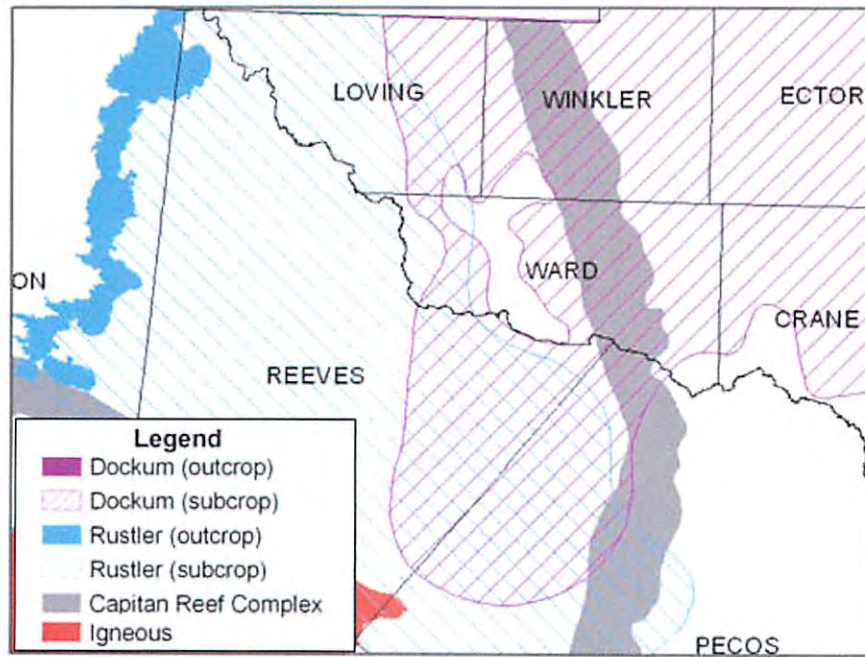 LOVING
WINKLER
ECTOR
ON
WARD
CRANE
REEVES
Legend
Dockum (outcrop)
Dockum (subcrop)
Rustler (outcrop)
Rustler (subcrop)
Capitan Reef Complex
Igneous
PECOS